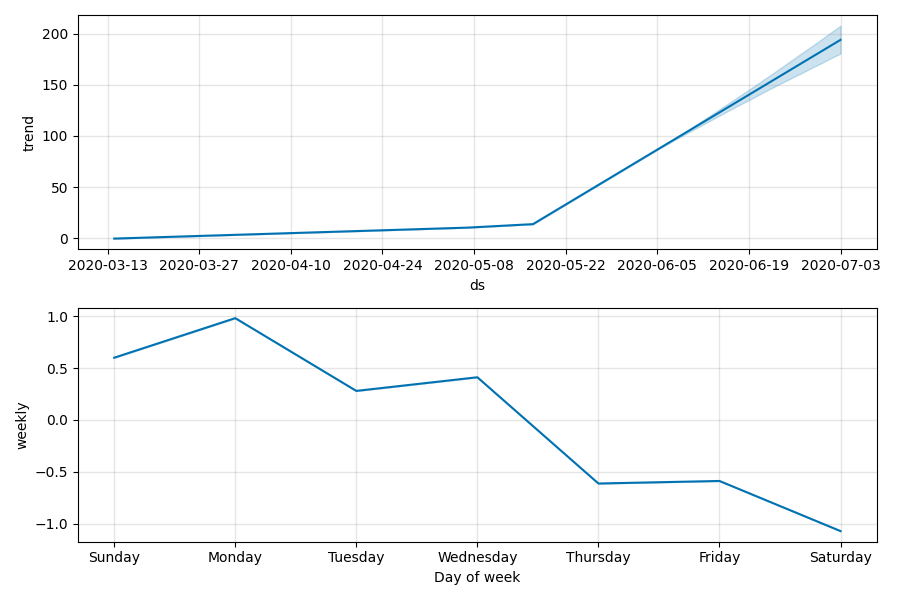 200
150
100
50
0
trend
2020-03-13 2020-03-27 2020-04-10 2020-04-24 2020-05-08 2020-05-22 2020-06-05 2020-06-19 2020-07-03
ds
1.0
0.5
0.0
−0.5
−1.0
weekly
Sunday Monday Tuesday Wednesday Thursday Friday Saturday
Day of week